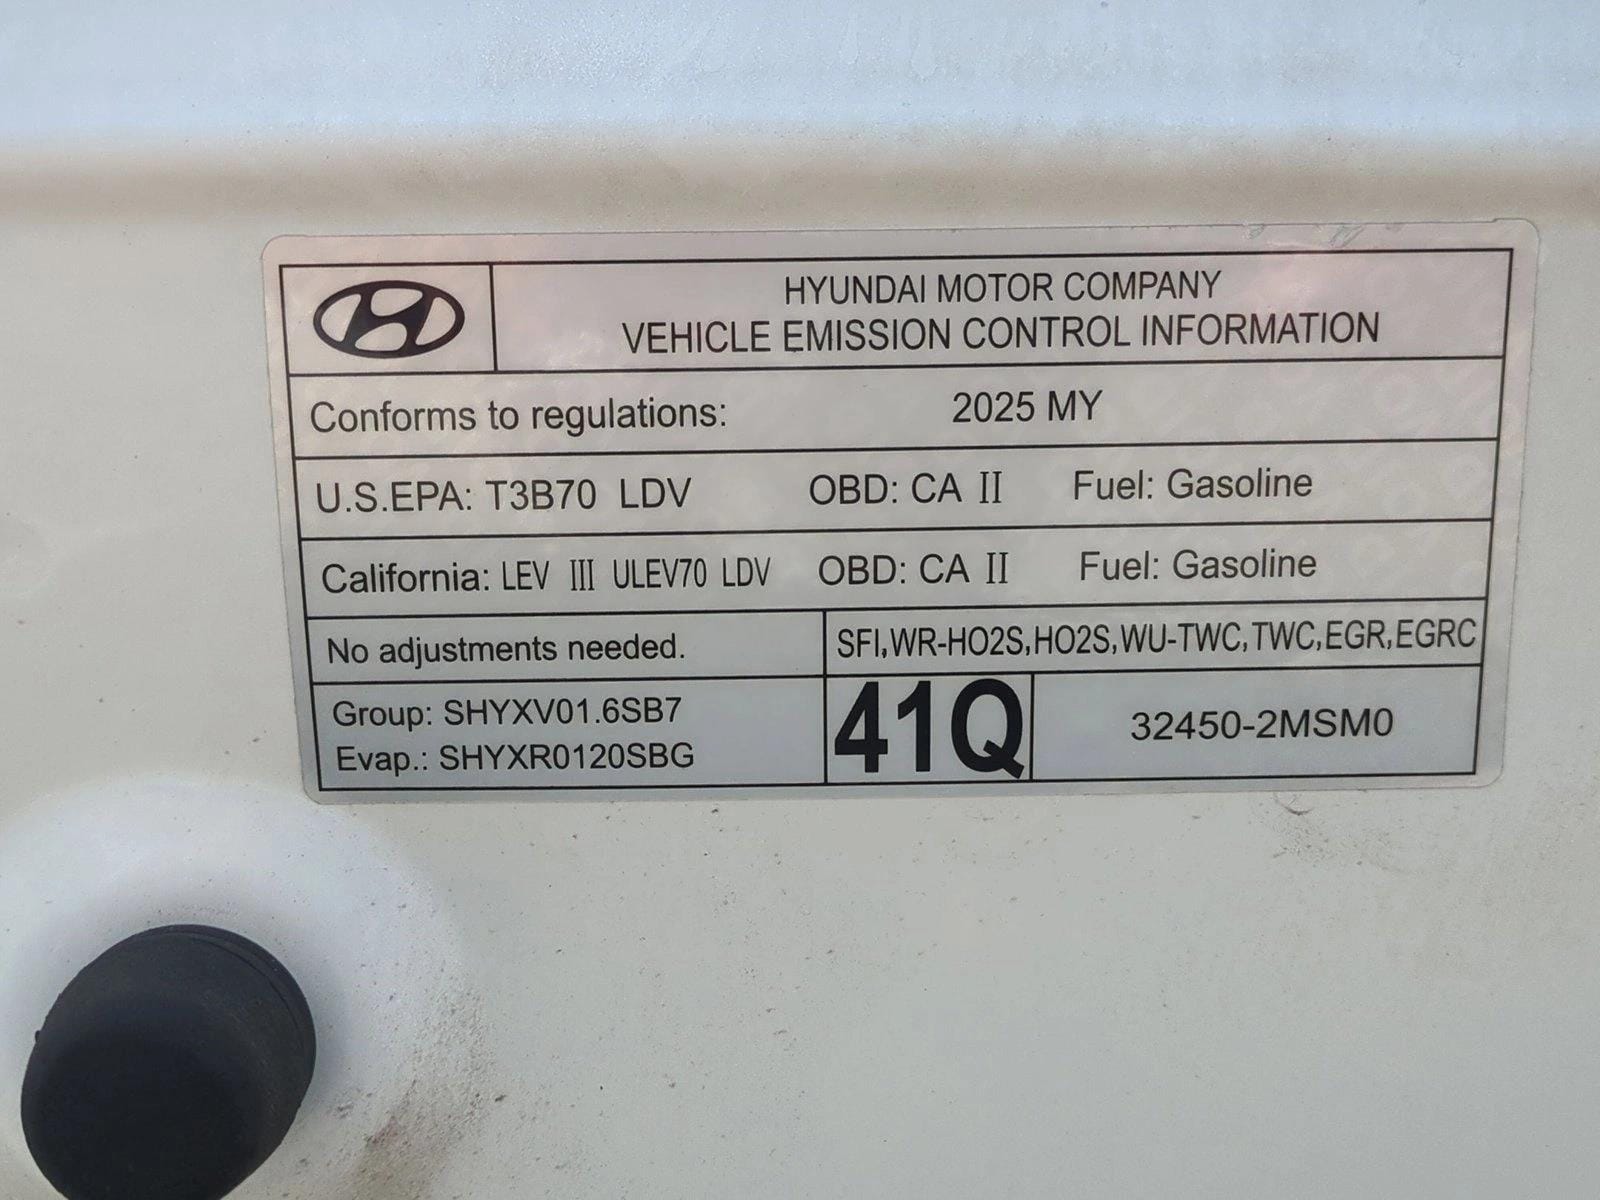 HYUNDAI MOTOR COMPANY
VEHICLE EMISSION CONTROL INFORMATION
Conforms to regulations: 2025 MY
U.S.EPA: T3B70 LDV OBD: CA II Fuel: Gasoline
California: LEV III ULEV70 LDV OBD: CA II Fuel: Gasoline
No adjustments needed. SFI,WR-HO2S,HO2S,WU-TWC,TWC,EGR,EGRC
Group: SHYXV01.6SB7
Evap.: SHYXR0120SBG
41Q 32450-2MSM0